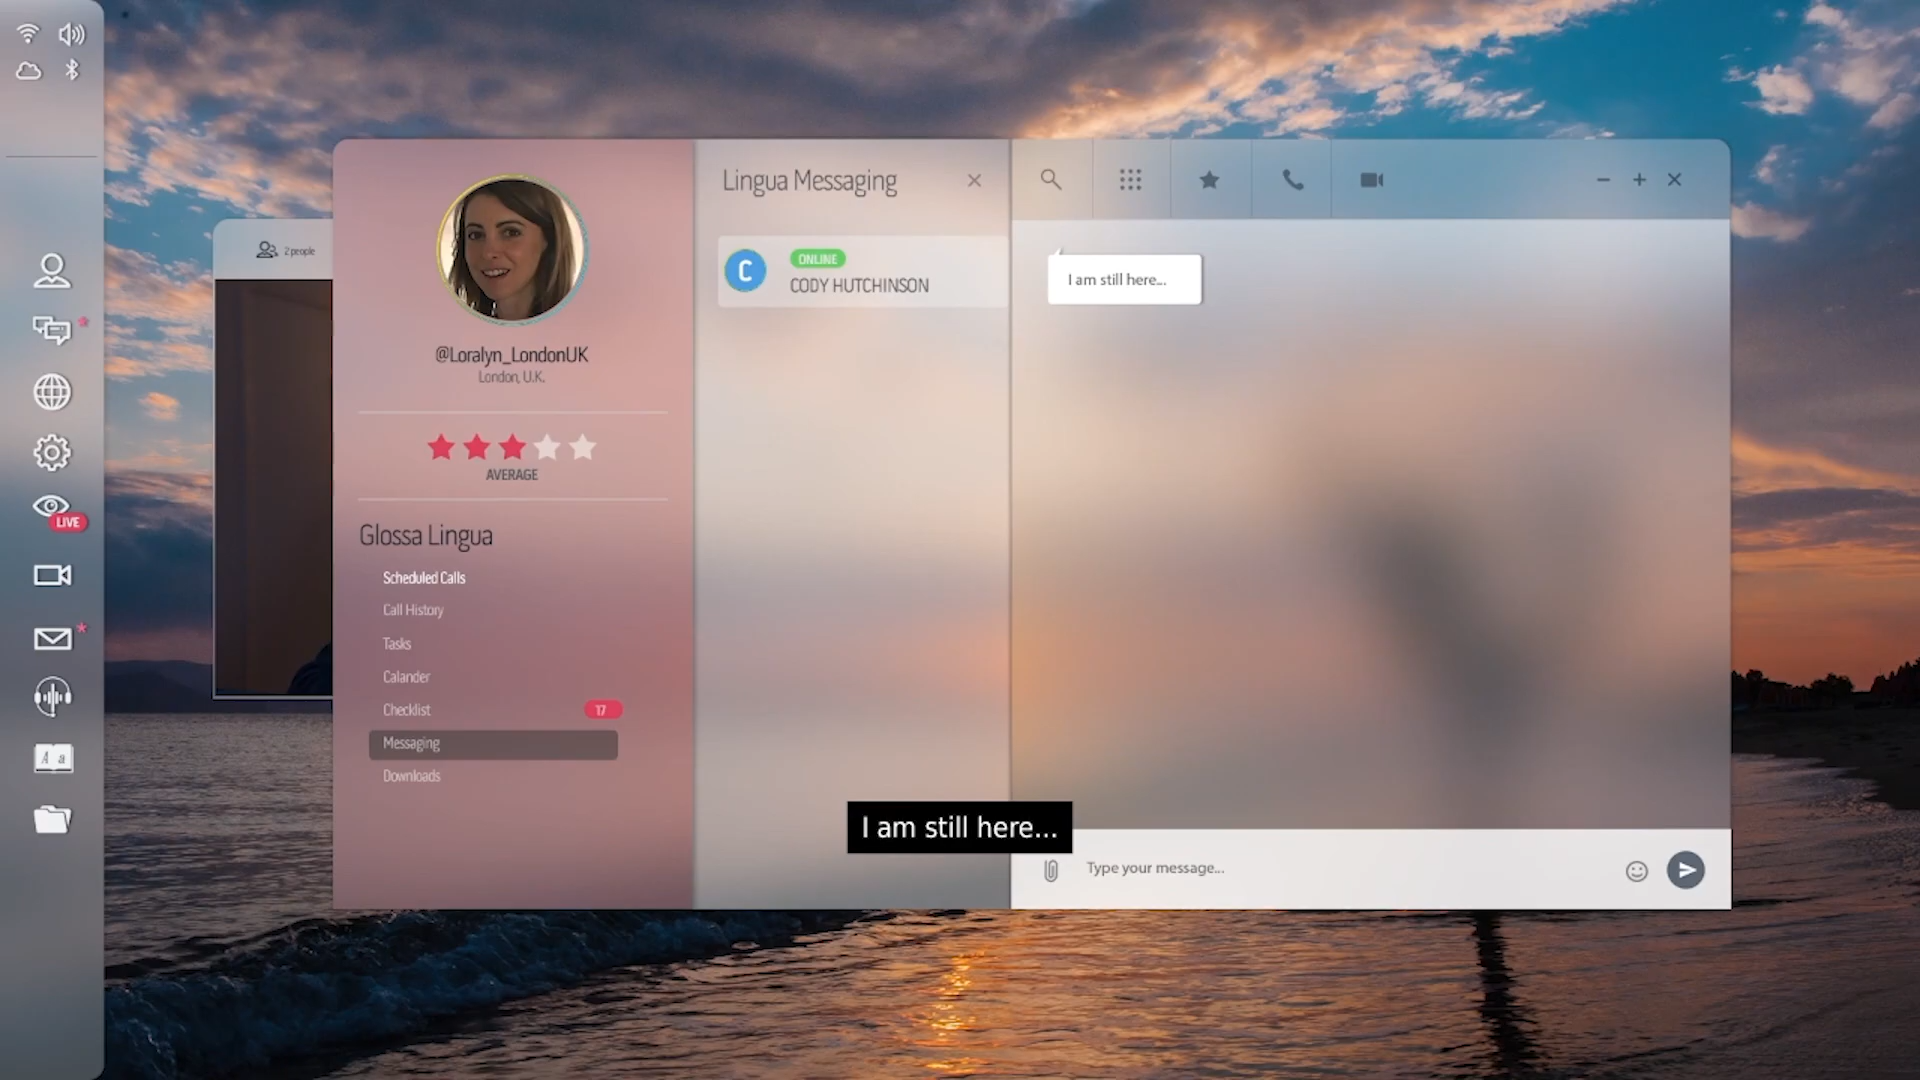 2 people
@Loralyn_LondonUK
London, U.K.
AVERAGE
Glossa Lingua
Scheduled Calls
Call History
Tasks
Calander
Checklist 17
Messaging
Downloads
LIVE
A a
Lingua Messaging
C
ONLINE
CODY HUTCHINSON
I am still here...
Type your message...
I am still here...